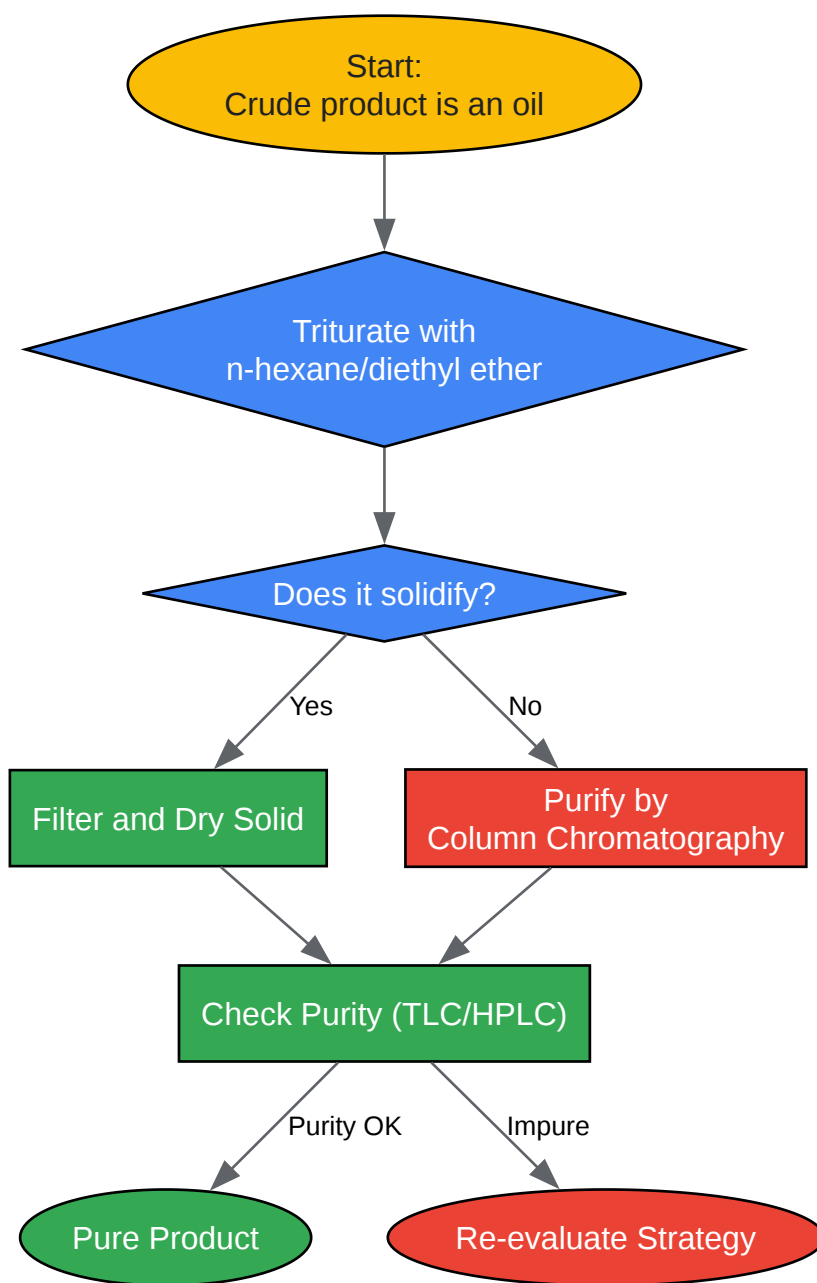 Start:
Crude product is an oil
Triturate with
n-hexane/diethyl ether
Does it solidify?
Yes
No
Filter and Dry Solid
Purify by
Column Chromatography
Check Purity (TLC/HPLC)
Purity OK
Impure
Pure Product
Re-evaluate Strategy